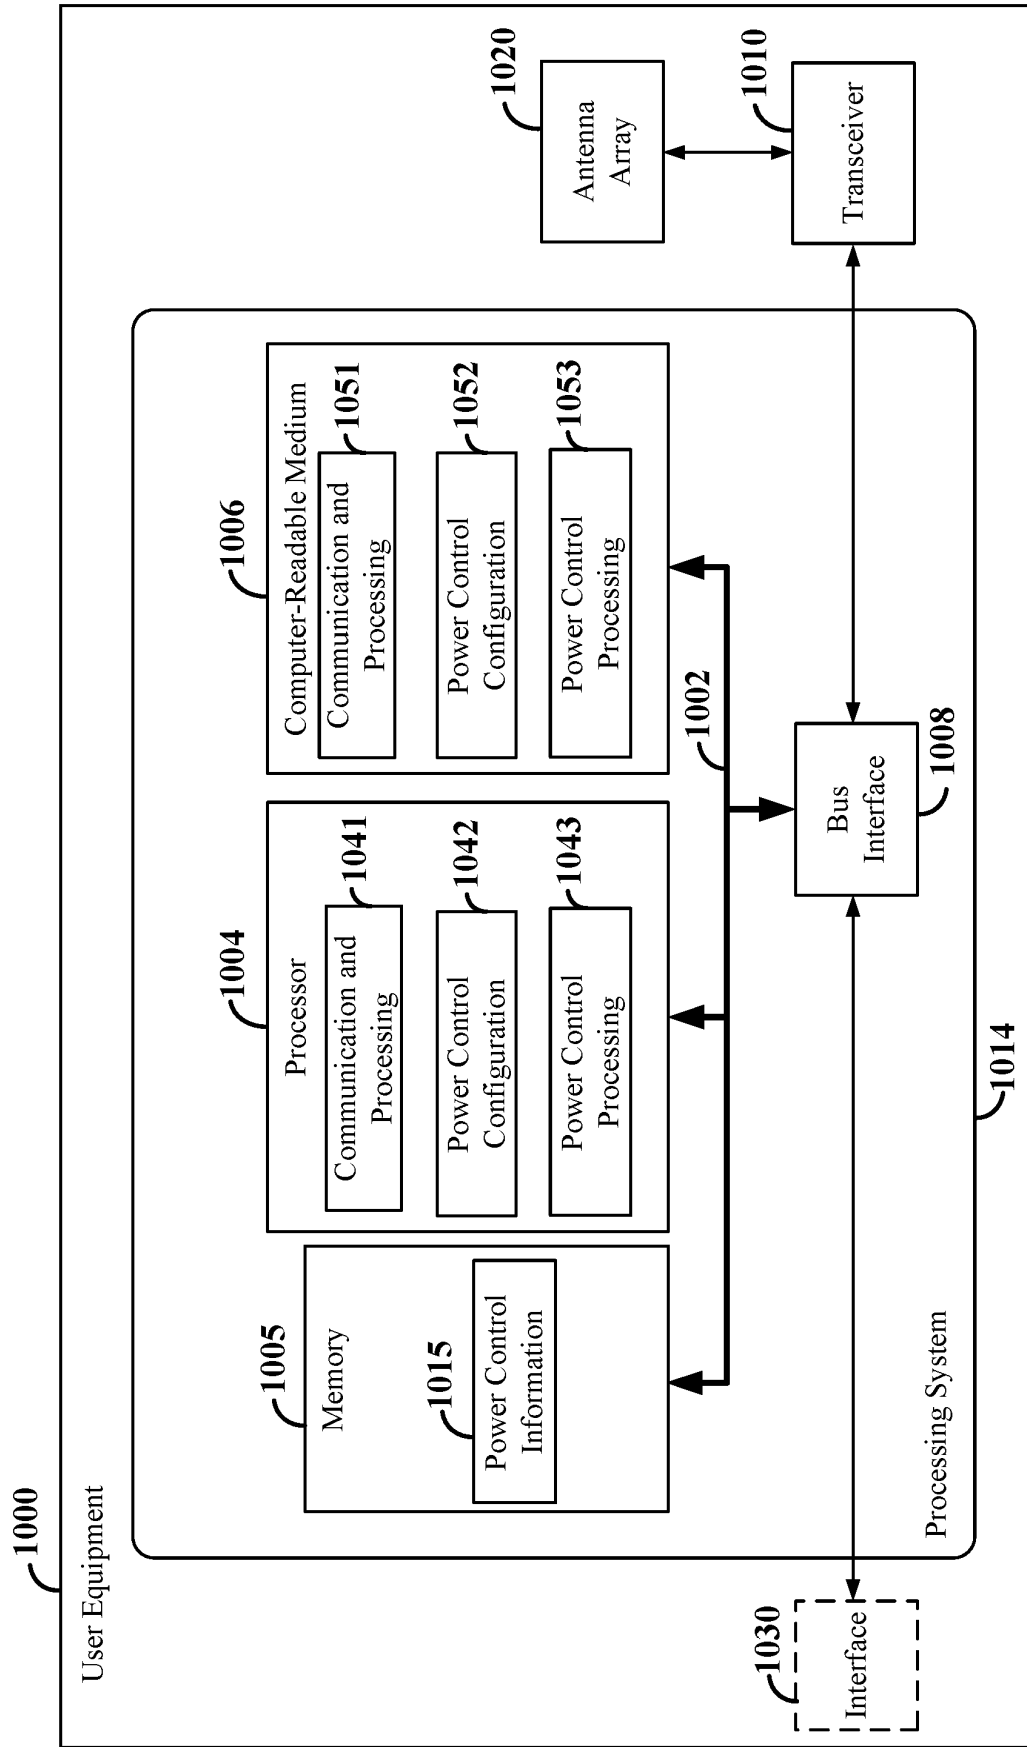 1000
User Equipment
1014
Processing System
1005
Memory
1015
Power Control
Information
1004
Processor
Communication and
Processing
1041
Power Control
Configuration
1042
Power Control
Processing
1043
1006
Computer-Readable Medium
Communication and
Processing
1051
Power Control
Configuration
1052
Power Control
Processing
1053
1002
Bus
Interface
1008
1030
Interface
1020
Antenna
Array
1010
Transceiver